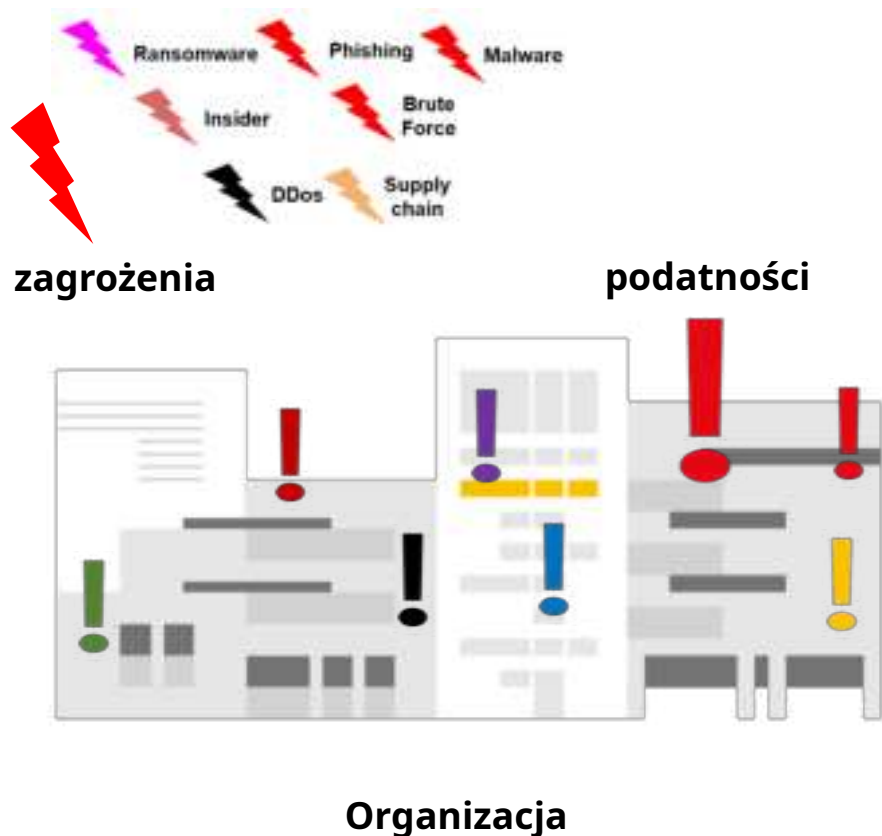 Ransomware
Phishing
Malware
Insider
Brute
Force
DDos
Supply
chain
zagrożenia
podatności
Organizacja